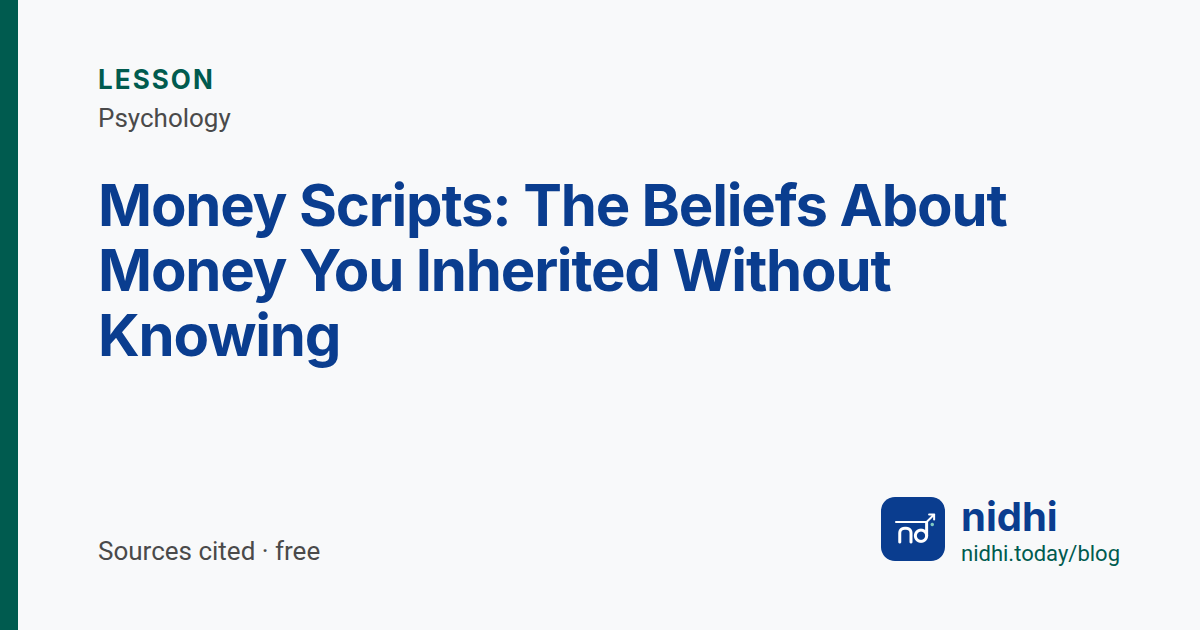 LESSON
Psychology
Money Scripts: The Beliefs About
Money You Inherited Without
Knowing
Sources cited · free
nd
nidhi
nidhi.today/blog